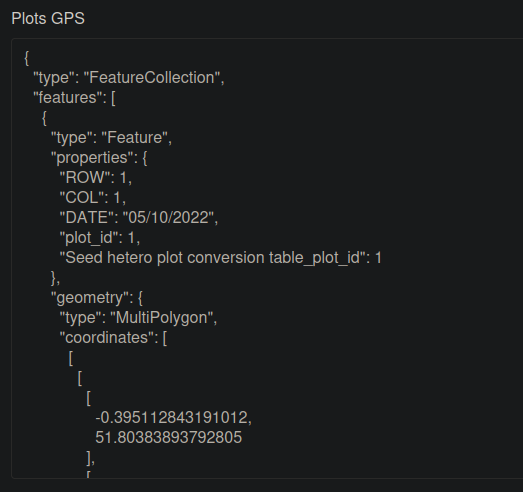 Plots GPS
{
"type": "FeatureCollection",
"features": [
{
"type": "Feature",
"properties": {
"ROW": 1,
"COL": 1,
"DATE": "05/10/2022",
"plot_id": 1,
"Seed hetero plot conversion table_plot_id": 1
},
"geometry": {
"type": "MultiPolygon",
"coordinates": [
[
[
[
-0.395112843191012,
51.80383893792805
],
[